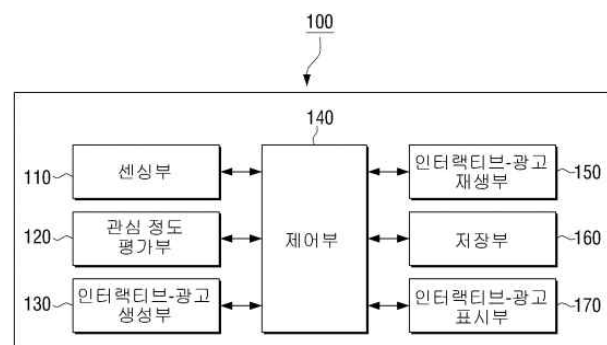 100
140
110
센싱부
인터랙티브-광고
재생부
150
120
관심 정도
평가부
제어부
저장부
160
130
인터랙티브-광고
생성부
인터랙티브-광고
표시부
170